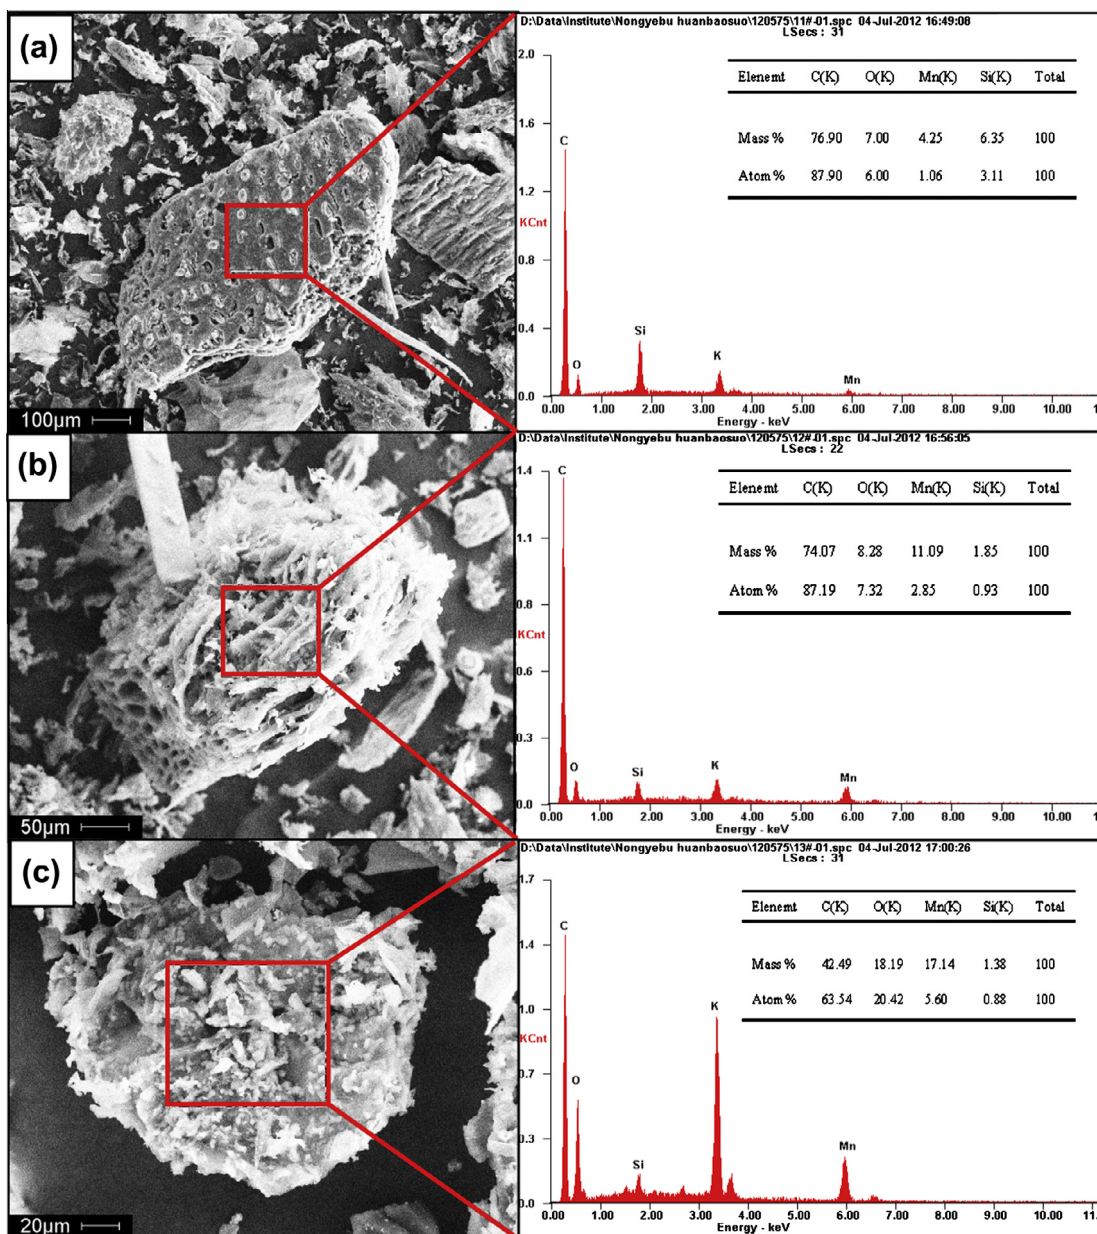 (a)
100µm
D:\Data\Institute\Nongyebu huanbaosuo\120575\11#-01.spc 04-Jul-2012 16:49:08
LSecs : 31
2.0
1.6
1.2
KCnt
0.8
0.4
0.0
C
O
Si
K
Mn
Elenemt C(K) O(K) Mn(K) Si(K) Total
Mass % 76.90 7.00 4.25 6.35 100
Atom % 87.90 6.00 1.06 3.11 100
0.00 1.00 2.00 3.00 4.00 5.00 6.00 7.00 8.00 9.00 10.00 11
Energy - keV
(b)
50µm
D:\Data\Institute\Nongyebu huanbaosuo\120575\12#-01.spc 04-Jul-2012 16:56:05
LSecs : 22
1.4
1.1
0.8
KCnt
0.6
0.3
0.0
C
O
Si
K
Mn
Elenemt C(K) O(K) Mn(K) Si(K) Total
Mass % 74.07 8.28 11.09 1.85 100
Atom % 87.19 7.32 2.85 0.93 100
0.00 1.00 2.00 3.00 4.00 5.00 6.00 7.00 8.00 9.00 10.00 11
Energy - keV
(c)
20µm
D:\Data\Institute\Nongyebu huanbaosuo\120575\13#-01.spc 04-Jul-2012 17:00:26
LSecs : 31
1.7
1.4
1.0
KCnt
0.7
0.3
0.0
C
O
Si
K
Mn
Elenemt C(K) O(K) Mn(K) Si(K) Total
Mass % 42.49 18.19 17.14 1.38 100
Atom % 63.54 20.42 5.60 0.88 100
0.00 1.00 2.00 3.00 4.00 5.00 6.00 7.00 8.00 9.00 10.00 11.
Energy - keV